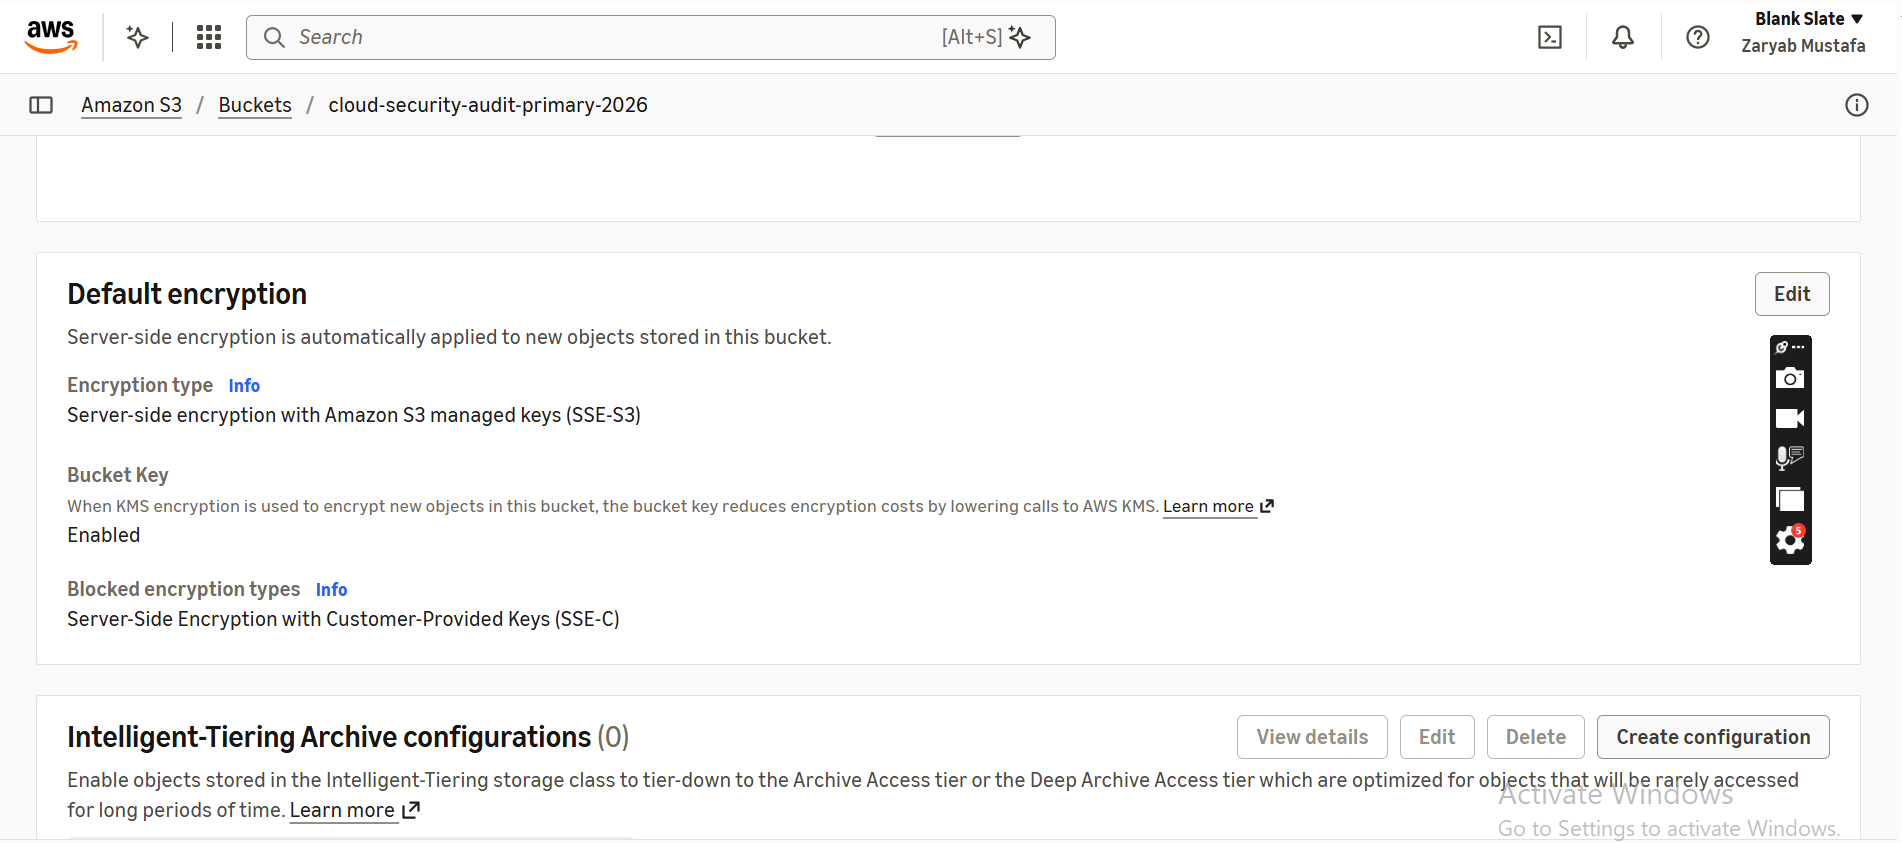 aws
Search [Alt+S]
Blank Slate
Zaryab Mustafa
Amazon S3 / Buckets / cloud-security-audit-primary-2026
Default encryption
Edit
Server-side encryption is automatically applied to new objects stored in this bucket.
Encryption type Info
Server-side encryption with Amazon S3 managed keys (SSE-S3)
Bucket Key
When KMS encryption is used to encrypt new objects in this bucket, the bucket key reduces encryption costs by lowering calls to AWS KMS. Learn more
Enabled
5
Blocked encryption types Info
Server-Side Encryption with Customer-Provided Keys (SSE-C)
Intelligent-Tiering Archive configurations (0)
View details Edit Delete Create configuration
Enable objects stored in the Intelligent-Tiering storage class to tier-down to the Archive Access tier or the Deep Archive Access tier which are optimized for objects that will be rarely accessed
for long periods of time. Learn more
Activate Windows
Go to Settings to activate Windows.